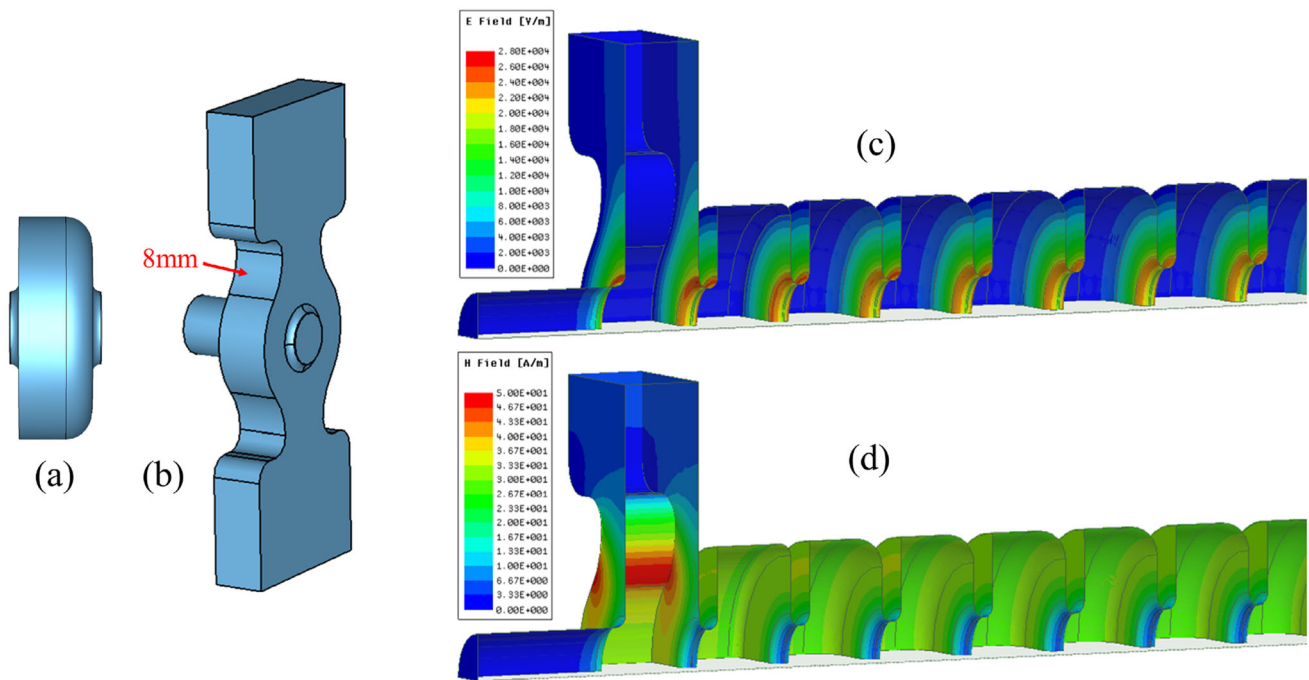 E Field [V/m]
2.80E+004
2.60E+004
2.40E+004
2.20E+004
2.00E+004
1.80E+004
1.60E+004
1.40E+004
1.20E+004
1.00E+004
8.00E+003
6.00E+003
4.00E+003
2.00E+003
0.00E+000
(c)
8mm
(a)
(b)
H Field [A/m]
5.00E+001
4.67E+001
4.33E+001
4.00E+001
3.67E+001
3.33E+001
3.00E+001
2.67E+001
2.33E+001
2.00E+001
1.67E+001
1.33E+001
1.00E+001
6.67E+000
3.33E+000
0.00E+000
(d)